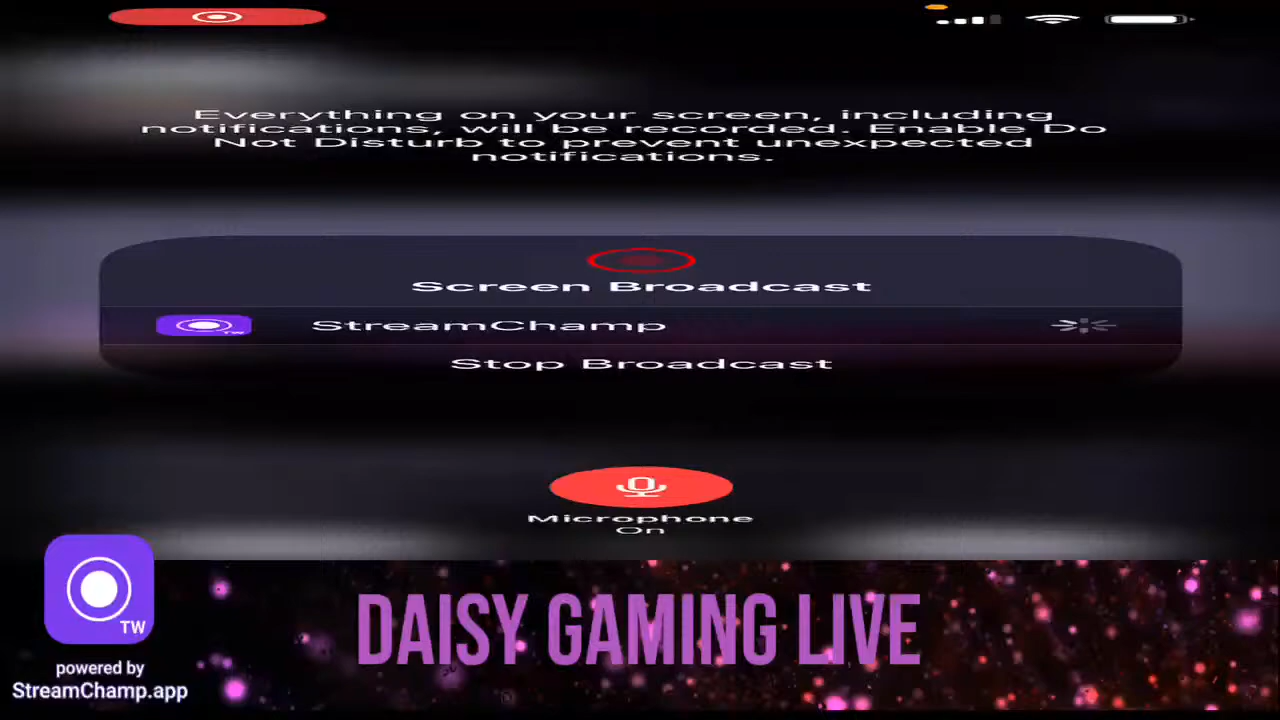 Everything on your screen, including
notifications, will be recorded. Enable Do
Not Disturb to prevent unexpected
notifications.
Screen Broadcast
StreamChamp
Stop Broadcast
Microphone
On
DAISY GAMING LIVE
TW
powered by
StreamChamp.app